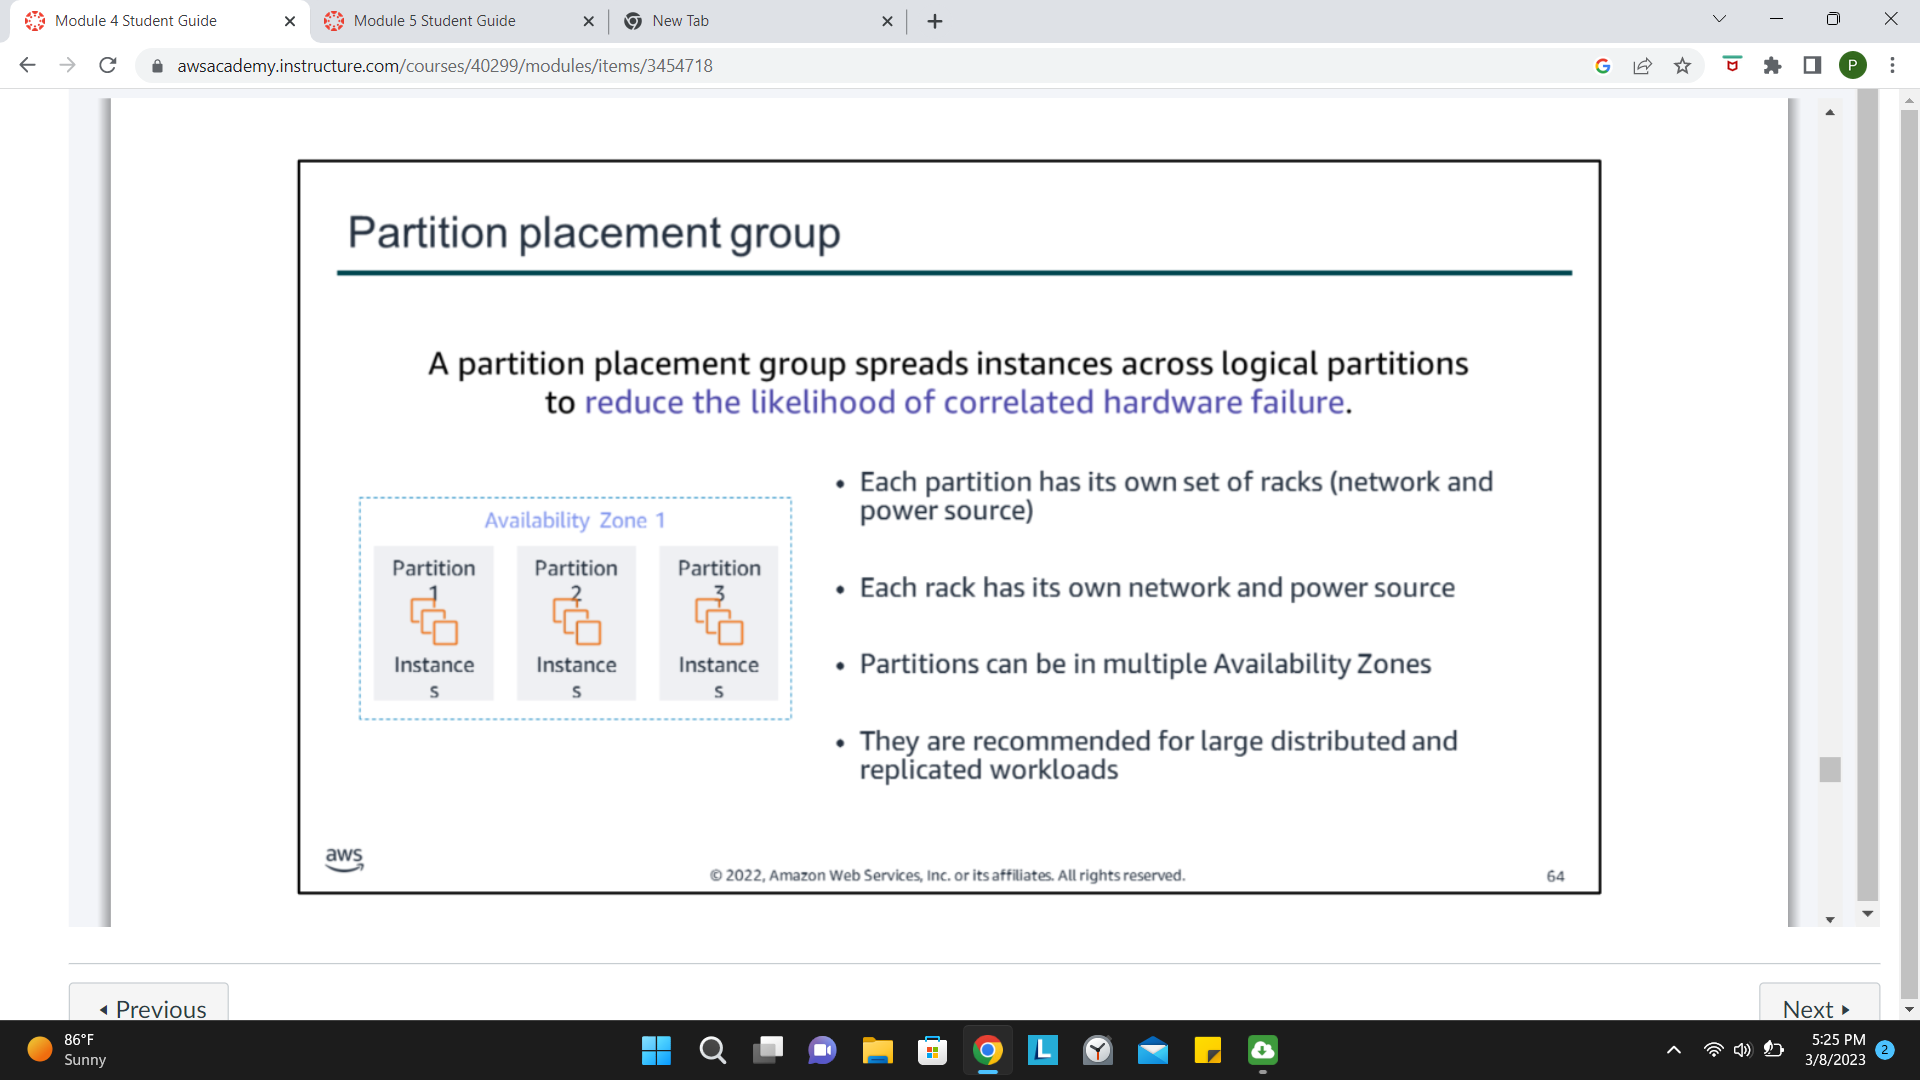 Module 4 Student Guide
Module 5 Student Guide
New Tab
awsacademy.instructure.com/courses/40299/modules/items/3454718
P
Partition placement group
A partition placement group spreads instances across logical partitions
to reduce the likelihood of correlated hardware failure.
Availability Zone 1
Partition
1
Instance
s
Partition
2
Instance
s
Partition
3
Instance
s
• Each partition has its own set of racks (network and
power source)
• Each rack has its own network and power source
• Partitions can be in multiple Availability Zones
• They are recommended for large distributed and
replicated workloads
aws
© 2022, Amazon Web Services, Inc. or its affiliates. All rights reserved.
64
Previous
Next
86°F
Sunny
L
5:25 PM
3/8/2023
2